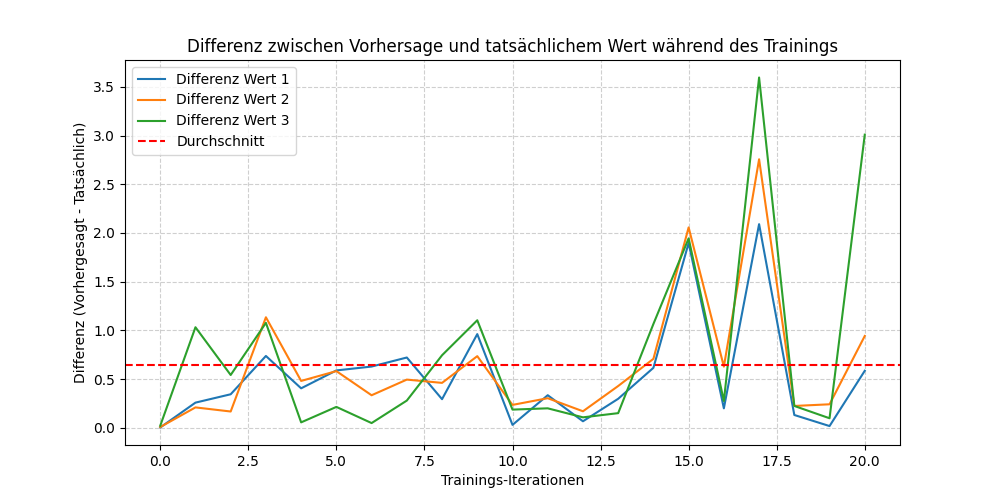 Differenz zwischen Vorhersage und tatsächlichem Wert während des Trainings
Differenz (Vorhergesagt - Tatsächlich)
3.5
3.0
2.5
2.0
1.5
1.0
0.5
0.0
Differenz Wert 1
Differenz Wert 2
Differenz Wert 3
Durchschnitt
0.0 2.5 5.0 7.5 10.0 12.5 15.0 17.5 20.0
Trainings-Iterationen